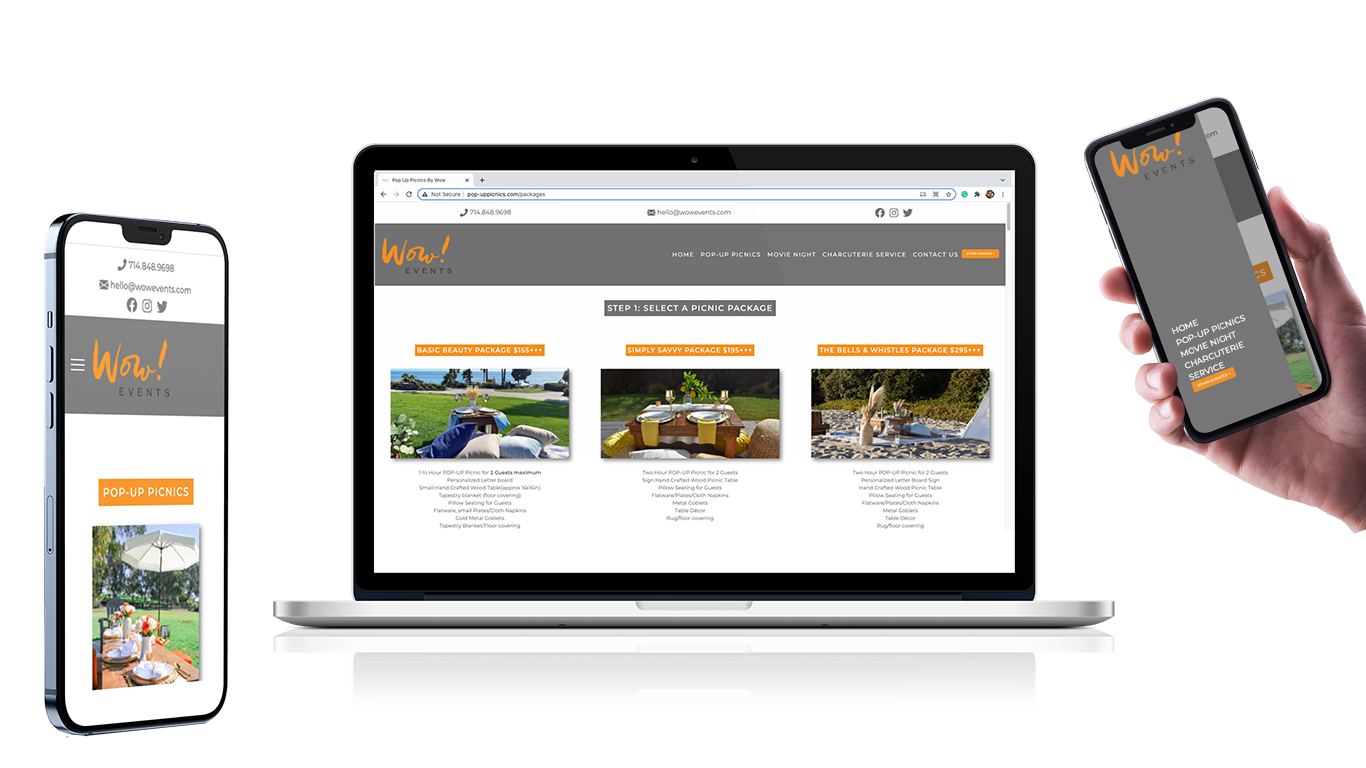 714.848.9698
hello@wowevents.com
Wow!
EVENTS
POP-UP PICNICS
Pop Up Picnics By Wow
Not Secure | pop-uppicnics.com/packages
714.848.9698
hello@wowevents.com
Wow!
EVENTS
HOME POP-UP PICNICS MOVIE NIGHT CHARCUTERIE SERVICE CONTACT US OTHER SERVICES
STEP 1: SELECT A PICNIC PACKAGE
BASIC BEAUTY PACKAGE $155+++
1 ½ Hour POP-UP Picnic for 2 Guests maximum
Personalized Letter board
Small Hand Crafted Wood Table(approx 16x16in)
Tapestry blanket (floor covering)
Pillow Seating for Guests
Flatware, small Plates/Cloth Napkins
Gold Metal Goblets
Tapestry Blanket/Floor covering
SIMPLY SAVVY PACKAGE $195+++
Two Hour POP-UP Picnic for 2 Guests
Sign Hand Crafted Wood Picnic Table
Pillow Seating for Guests
Flatware/Plates/Cloth Napkins
Metal Goblets
Table Décor
Rug/floor covering
THE BELLS & WHISTLES PACKAGE $295+++
Two Hour POP-UP Picnic for 2 Guests
Personalized Letter Board Sign
Hand Crafted Wood Picnic Table
Pillow Seating for Guests
Flatware/Plates/Cloth Napkins
Metal Goblets
Table Décor
Rug/floor covering
Wow!
EVENTS
om
CS
HOME
POP-UP PICNICS
MOVIE NIGHT
CHARCUTERIE
SERVICE
OTHER SERVICES